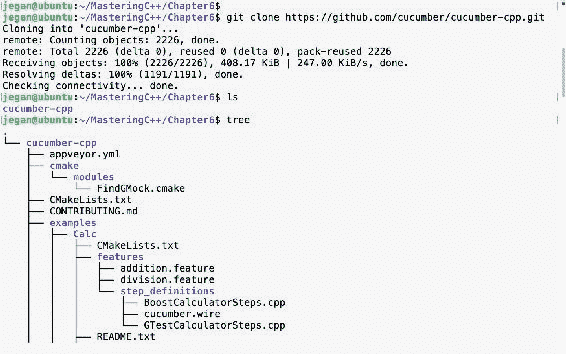 jegan@ubuntu:~/MasteringC++/Chapter6$
jegan@ubuntu:~/MasteringC++/Chapter6$ git clone https://github.com/cucumber/cucumber-cpp.git
Cloning into 'cucumber-cpp'...
remote: Counting objects: 2226, done.
remote: Total 2226 (delta 0), reused 0 (delta 0), pack-reused 2226
Receiving objects: 100% (2226/2226), 408.17 KiB | 247.00 KiB/s, done.
Resolving deltas: 100% (1191/1191), done.
Checking connectivity... done.
jegan@ubuntu:~/MasteringC++/Chapter6$ ls
cucumber-cpp
jegan@ubuntu:~/MasteringC++/Chapter6$ tree
.
└── cucumber-cpp
├── appveyor.yml
├── cmake
│   └── modules
│       └── FindGMock.cmake
├── CMakeLists.txt
├── CONTRIBUTING.md
├── examples
│   ├── Calc
│   │   ├── CMakeLists.txt
│   │   ├── features
│   │   │   ├── addition.feature
│   │   │   ├── division.feature
│   │   │   └── step_definitions
│   │   │       ├── BoostCalculatorSteps.cpp
│   │   │       ├── cucumber.wire
│   │   │       └── GTestCalculatorSteps.cpp
│   │   ├── README.txt